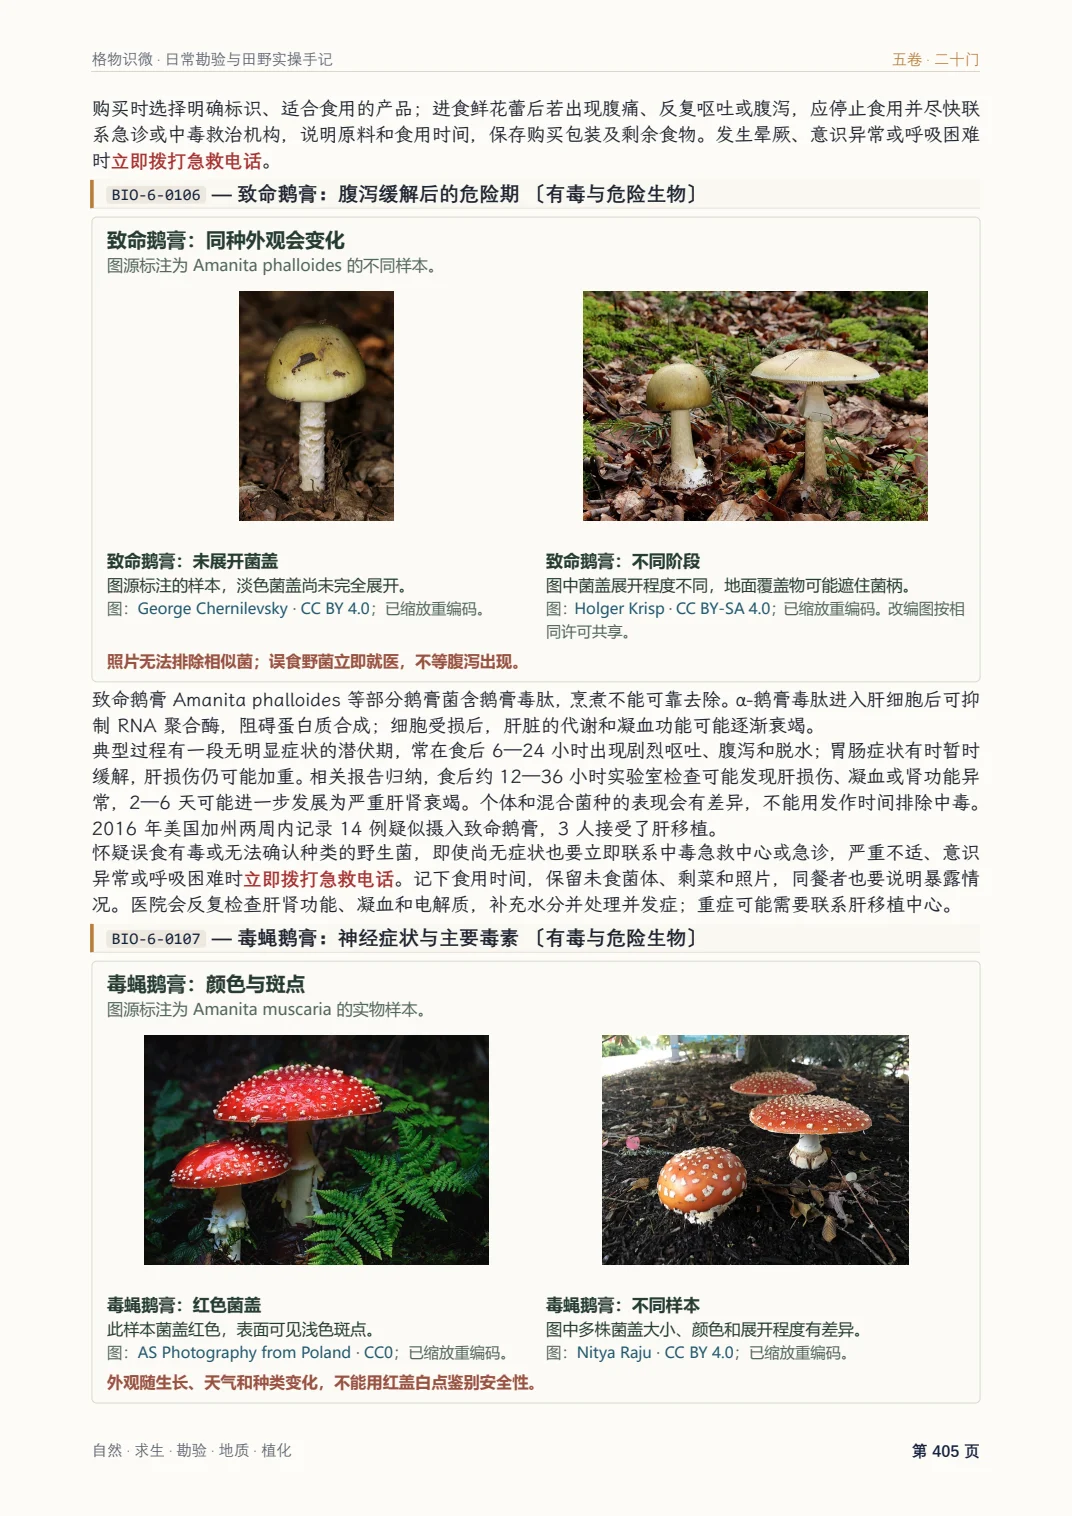 格物识微 · 日常勘验与田野实操手记
五卷 · 二十门
购买时选择明确标识、适合食用的产品；进食鲜花蕾后若出现腹痛、反复呕吐或腹泻，应停止食用并尽快联
系急诊或中毒救治机构，说明原料和食用时间，保存购买包装及剩余食物。发生晕厥、意识异常或呼吸困难
时立即拨打急救电话。
BIO-6-0106 — 致命鹅膏：腹泻缓解后的危险期 〔有毒与危险生物〕
致命鹅膏：同种外观会变化
图源标注为 Amanita phalloides 的不同样本。
致命鹅膏：未展开菌盖
图源标注的样本，淡色菌盖尚未完全展开。
图：George Chernilevsky · CC BY 4.0；已缩放重编码。
致命鹅膏：不同阶段
图中菌盖展开程度不同，地面覆盖物可能遮住菌柄。
图：Holger Krisp · CC BY-SA 4.0；已缩放重编码。改编图按相
同许可共享。
照片无法排除相似菌；误食野菌立即就医，不等腹泻出现。
致命鹅膏 Amanita phalloides 等部分鹅膏菌含鹅膏毒肽，烹煮不能可靠去除。α-鹅膏毒肽进入肝细胞后可抑
制 RNA 聚合酶，阻碍蛋白质合成；细胞受损后，肝脏的代谢和凝血功能可能逐渐衰竭。
典型过程有一段无明显症状的潜伏期，常在食后 6—24 小时出现剧烈呕吐、腹泻和脱水；胃肠症状有时暂时
缓解，肝损伤仍可能加重。相关报告归纳，食后约 12—36 小时实验室检查可能发现肝损伤、凝血或肾功能异
常，2—6 天可能进一步发展为严重肝肾衰竭。个体和混合菌种的表现会有差异，不能用发作时间排除中毒。
2016 年美国加州两周内记录 14 例疑似摄入致命鹅膏，3 人接受了肝移植。
怀疑误食有毒或无法确认种类的野生菌，即使尚无症状也要立即联系中毒急救中心或急诊，严重不适、意识
异常或呼吸困难时立即拨打急救电话。记下食用时间，保留未食菌体、剩菜和照片，同餐者也要说明暴露情
况。医院会反复检查肝肾功能、凝血和电解质，补充水分并处理并发症；重症可能需要联系肝移植中心。
BIO-6-0107 — 毒蝇鹅膏：神经症状与主要毒素 〔有毒与危险生物〕
毒蝇鹅膏：颜色与斑点
图源标注为 Amanita muscaria 的实物样本。
毒蝇鹅膏：红色菌盖
此样本菌盖红色，表面可见浅色斑点。
图：AS Photography from Poland · CC0；已缩放重编码。
毒蝇鹅膏：不同样本
图中多株菌盖大小、颜色和展开程度有差异。
图：Nitya Raju · CC BY 4.0；已缩放重编码。
外观随生长、天气和种类变化，不能用红盖白点鉴别安全性。
自然 · 求生 · 勘验 · 地质 · 植化
第 405 页